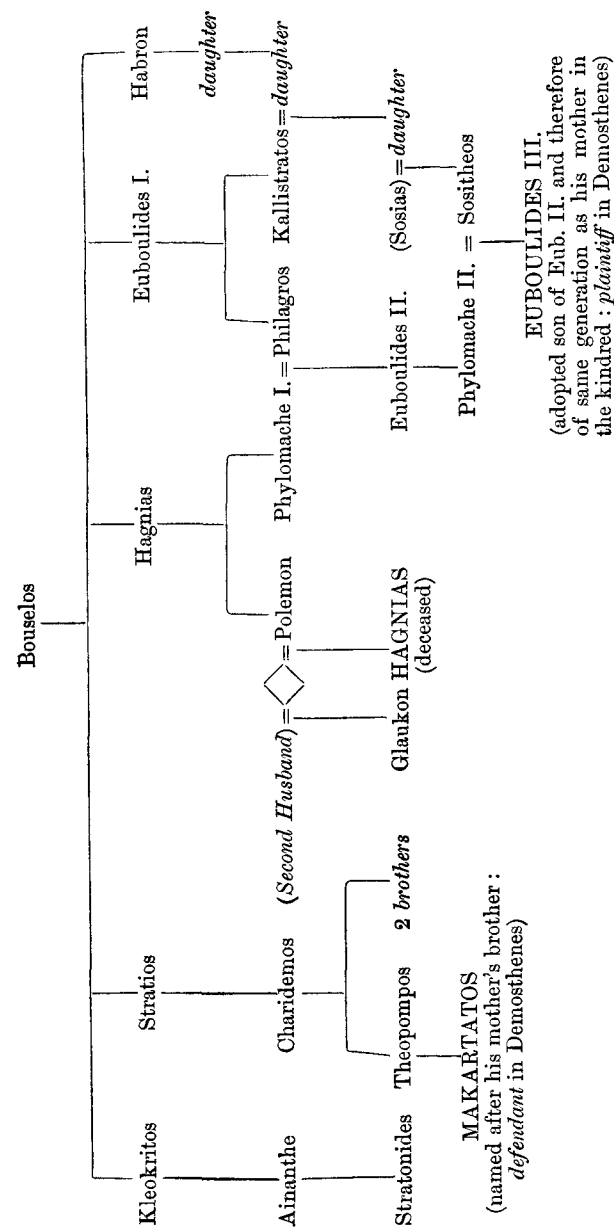 Bouselos
Kleokritos Stratios Hagnias Euboulides I. Habron
daughter
Ainanthe Charidemos (Second Husband)= =Polemon Phylomache I.=Philagros Kallistratos=daughter
Stratonides Theopompos 2 brothers Glaukon HAGNIAS Euboulides II. (Sosias)=daughter
(deceased)
Phylomache II. = Sositheos
MAKARTATOS
(named after his mother's brother :
defendant in Demosthenes)
EUBOULIDES III.
(adopted son of Eub. II. and therefore
of same generation as his mother in
the kindred : plaintiff in Demosthenes)